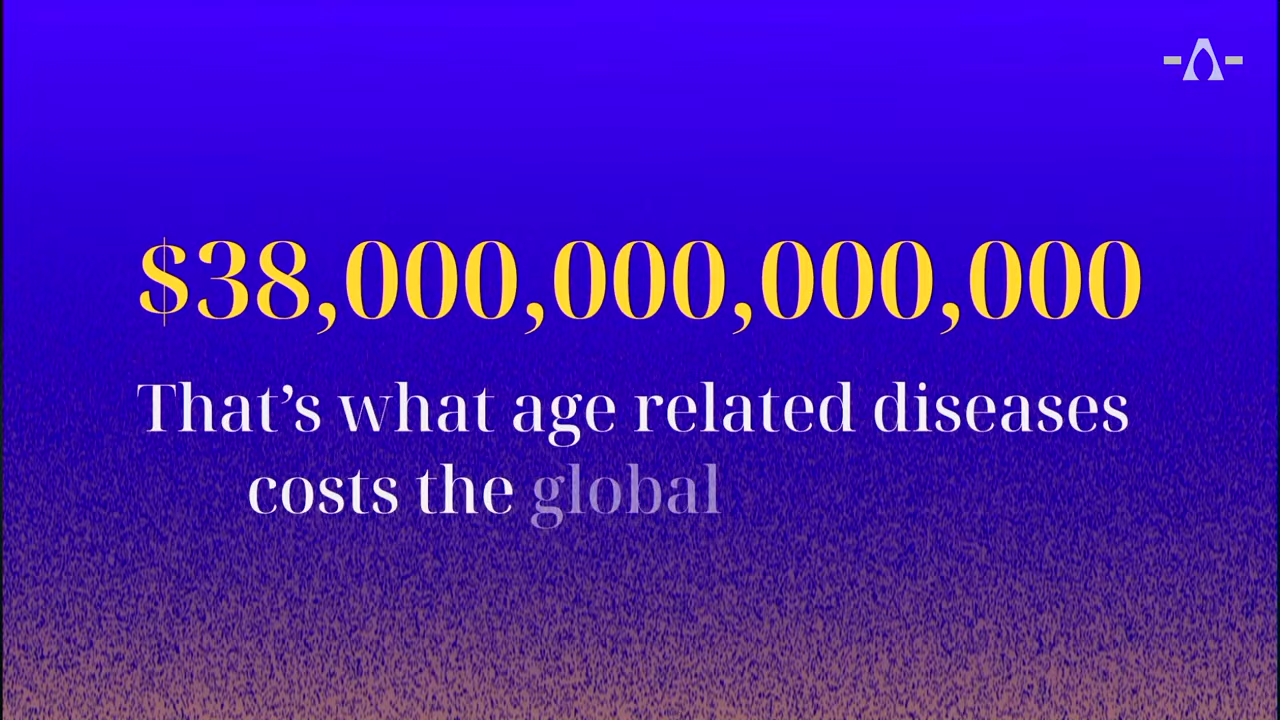 $38,000,000,000,000
That’s what age related diseases
costs the global